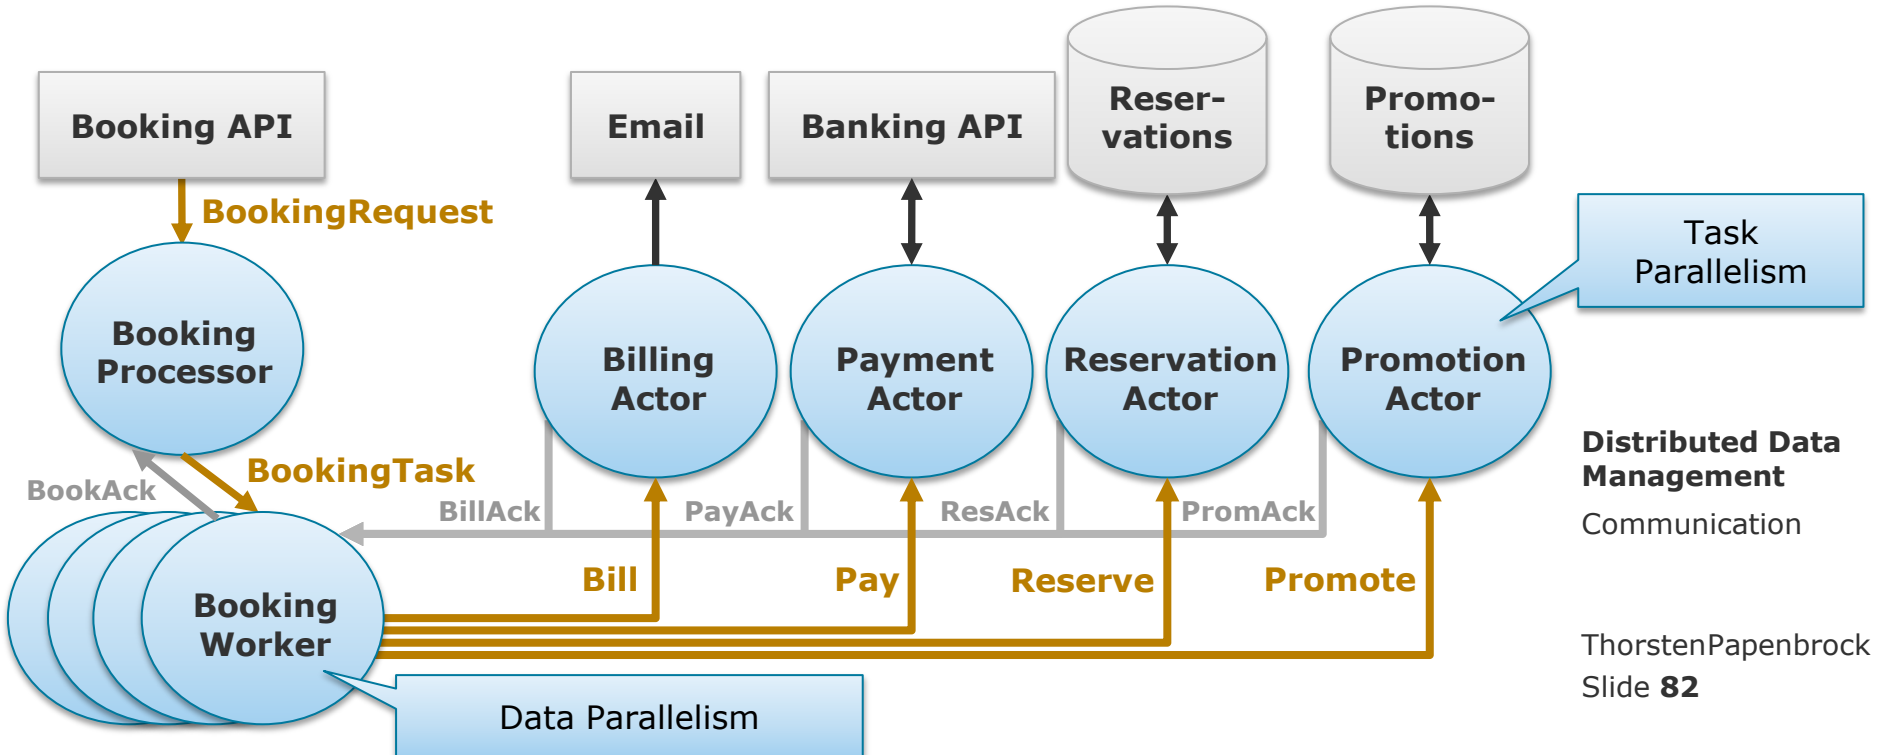 Booking API
Email
Banking API
Reser-
vations
Promo-
tions
BookingRequest
Task
Parallelism
Booking
Processor
Billing
Actor
Payment
Actor
Reservation
Actor
Promotion
Actor
BookAck
BookingTask
BillAck
PayAck
ResAck
PromAck
Distributed Data
Management
Communication
Bill
Pay
Reserve
Promote
Booking
Worker
Data Parallelism
ThorstenPapenbrock
Slide 82